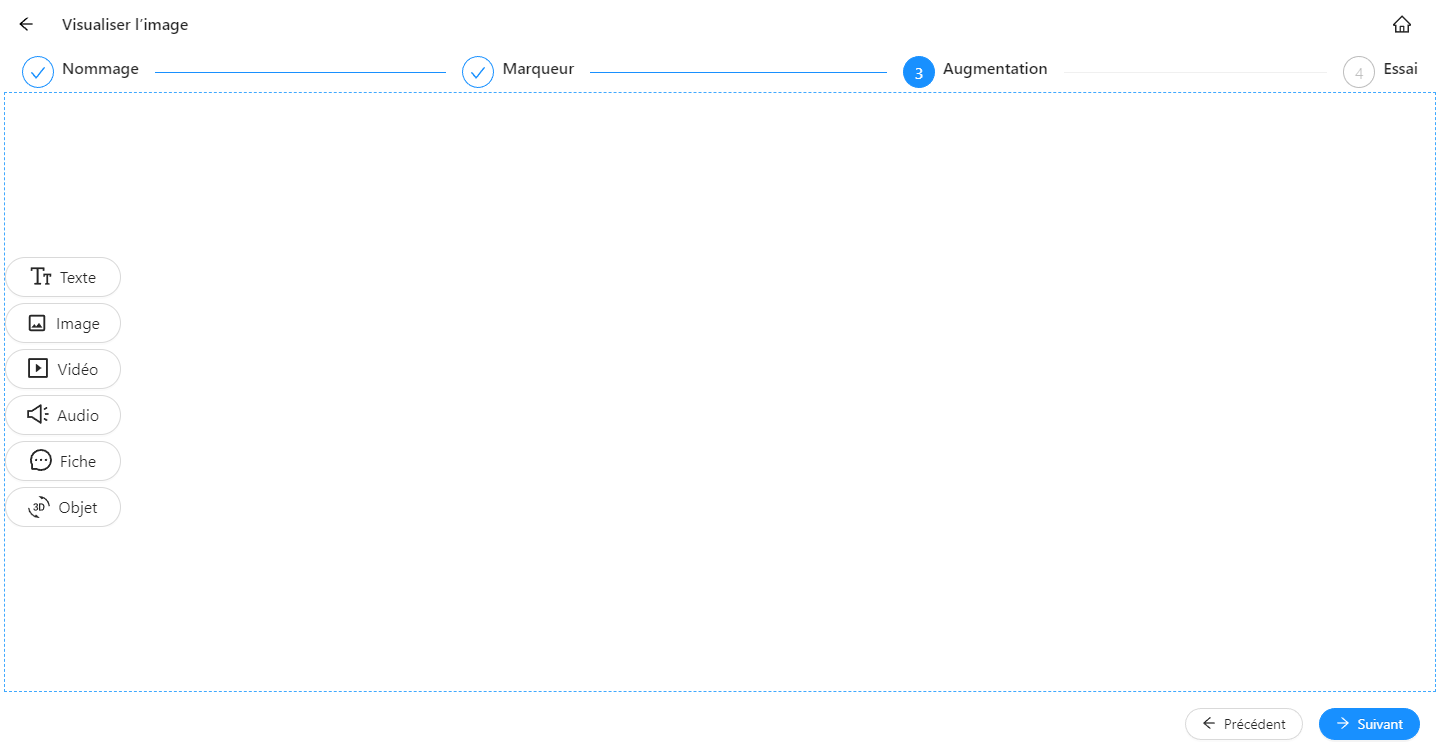 Visualiser l'image
Nommage
Marqueur
3 Augmentation
4 Essai
Texte
Image
Vidéo
Audio
Fiche
3D Objet
Précédent
Suivant